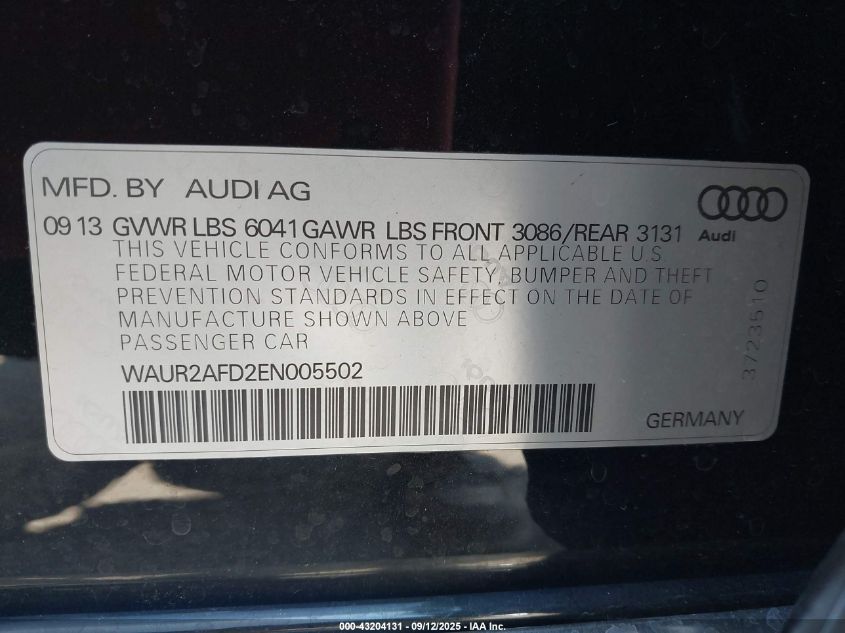 MFD. BY AUDI AG
09 13 GVWR LBS 6041 GAWR LBS FRONT 3086/REAR 3131
Audi
THIS VEHICLE CONFORMS TO ALL APPLICABLE U.S.
FEDERAL MOTOR VEHICLE SAFETY, BUMPER AND THEFT
PREVENTION STANDARDS IN EFFECT ON THE DATE OF
MANUFACTURE SHOWN ABOVE
PASSENGER CAR
3723510
WAUR2AFD2EN005502
GERMANY
000-43204131 - 09/12/2025 - IAA Inc.